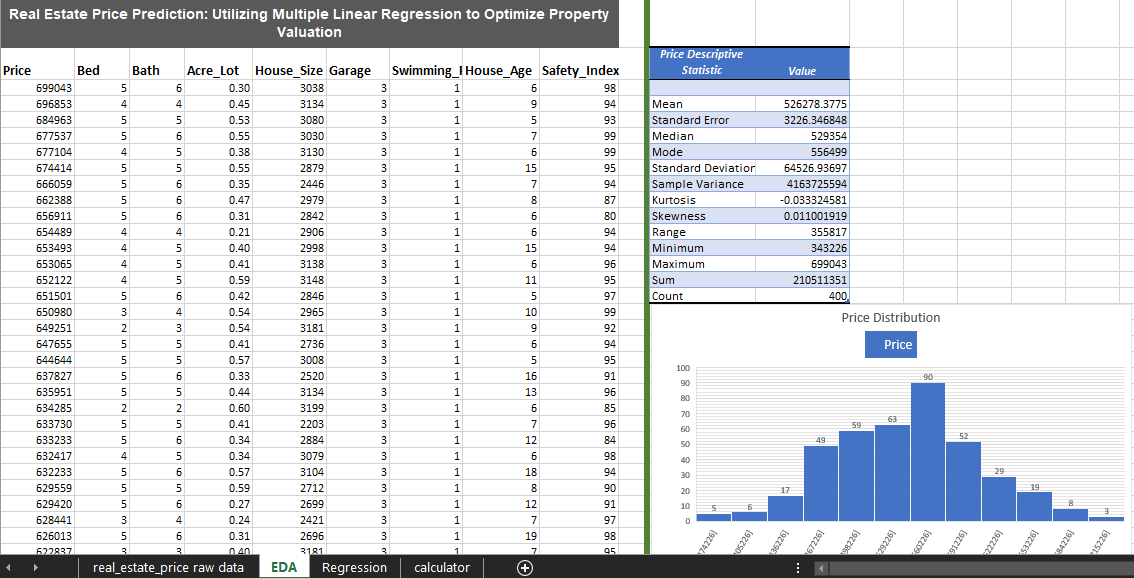 Real Estate Price Prediction: Utilizing Multiple Linear Regression to Optimize Property
Valuation
Price Bed Bath Acre_Lot House_Size Garage Swimming_ House_Age Safety_Index
699043 5 6 0.30 3038 3 1 6 98
696853 4 4 0.45 3134 3 1 9 94
684963 5 5 0.53 3080 3 1 5 93
677537 5 6 0.55 3030 3 1 7 99
677104 4 5 0.38 3130 3 1 6 99
674414 5 5 0.55 2879 3 1 15 95
666059 5 6 0.35 2446 3 1 7 94
662388 5 6 0.47 2979 3 1 8 87
656911 5 6 0.31 2842 3 1 6 80
654489 4 4 0.21 2906 3 1 6 94
653493 4 5 0.40 2998 3 1 15 94
653065 4 5 0.41 3138 3 1 6 96
652122 4 5 0.59 3148 3 1 11 95
651501 5 6 0.42 2846 3 1 5 97
650980 3 4 0.54 2965 3 1 10 99
649251 2 3 0.54 3181 3 1 9 92
647655 5 5 0.41 2736 3 1 6 94
644644 5 5 0.57 3008 3 1 5 95
637827 5 6 0.33 2520 3 1 16 91
635951 5 5 0.44 3134 3 1 13 96
634285 2 2 0.60 3199 3 1 6 85
633730 5 5 0.41 2203 3 1 7 96
633233 5 6 0.34 2884 3 1 12 84
632417 4 5 0.34 3079 3 1 6 98
632233 5 6 0.57 3104 3 1 18 94
629559 5 5 0.59 2712 3 1 8 90
629420 5 6 0.27 2699 3 1 12 91
628441 3 4 0.24 2421 3 1 7 97
626013 5 6 0.31 2696 3 1 19 98
622837 3 3 0.40 3181 3 1 7 95
Price Descriptive
Statistic Value
Mean 526278.3775
Standard Error 3226.346848
Median 529354
Mode 556499
Standard Deviation 64526.93697
Sample Variance 4163725594
Kurtosis -0.033324581
Skewness 0.011001919
Range 355817
Minimum 343226
Maximum 699043
Sum 210511351
Count 400
Price Distribution
Price
100
90
80
70
60
50
40
30
20
10
0
5 6 17 49 59 63 90 52 29 19 8 3
74226] 05226] 36226] 67226] 98226] 29226] 60226] 91226] 22226] 53226] 84226] 15226]
real_estate_price raw data EDA Regression calculator